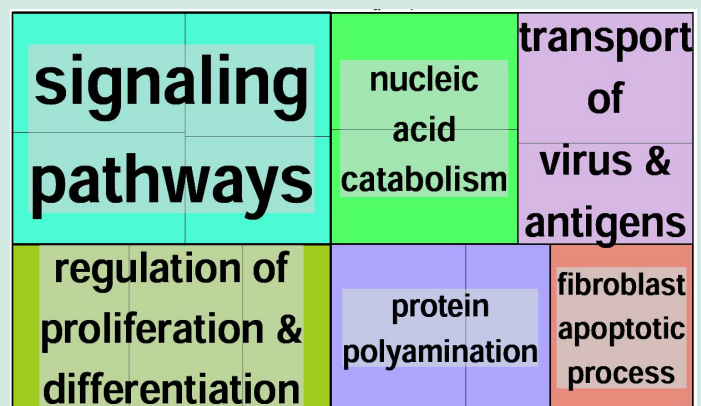 signaling
pathways
nucleic
acid
catabolism
transport
of
virus &
antigens
regulation of
proliferation &
differentiation
protein
polyamination
fibroblast
apoptotic
process